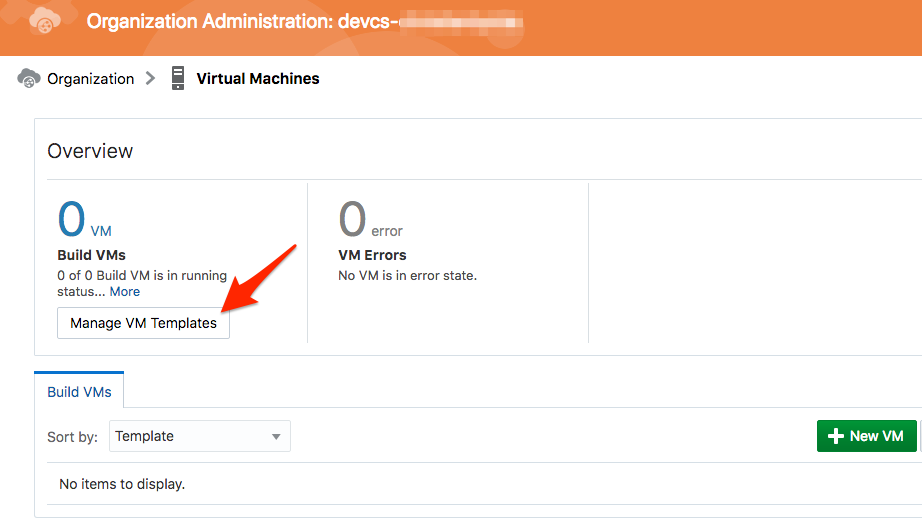 Organization Administration: devcs-
Organization > Virtual Machines
Overview
0 VM
Build VMs
0 of 0 Build VM is in running
status... More
Manage VM Templates
0 error
VM Errors
No VM is in error state.
Build VMs
Sort by: Template
New VM
No items to display.